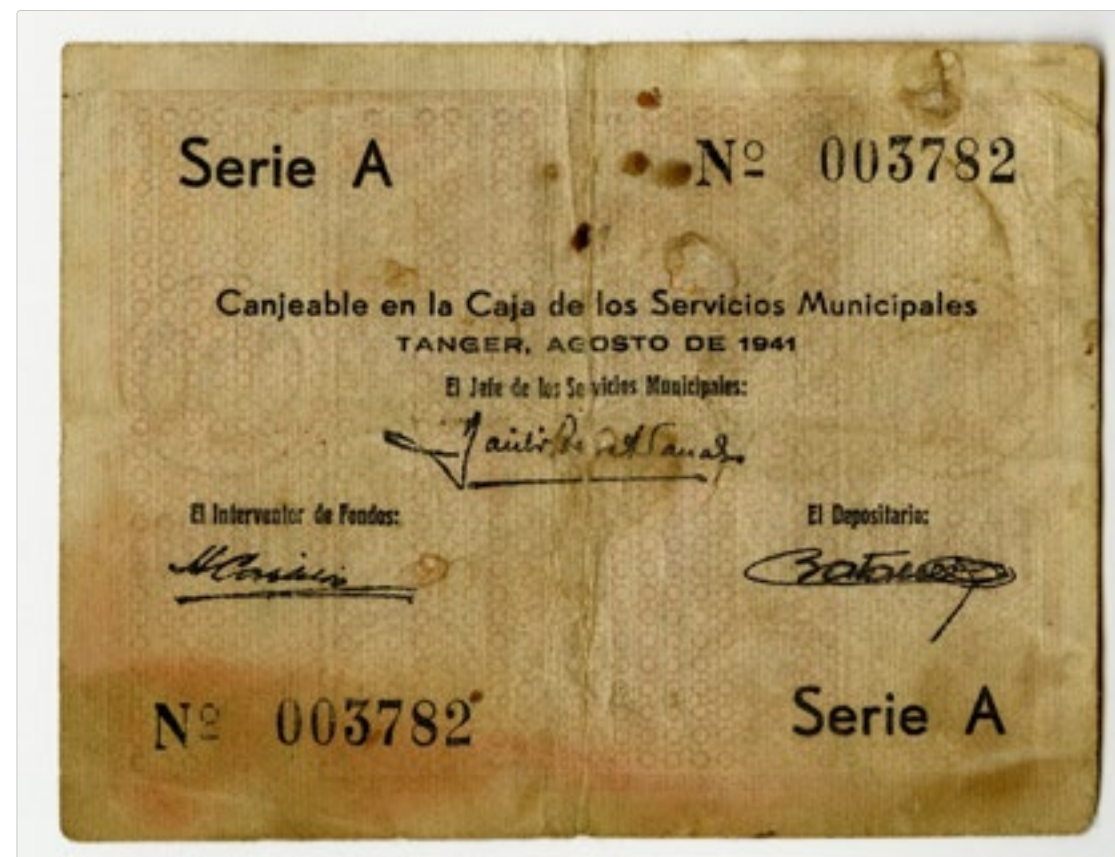 Serie A Nº 003782
Canjeable en la Caja de los Servicios Municipales
TANGER, AGOSTO DE 1941
El Jefe de los Servicios Municipales:
El Interventor de Fondos: El Depositario:
Nº 003782 Serie A